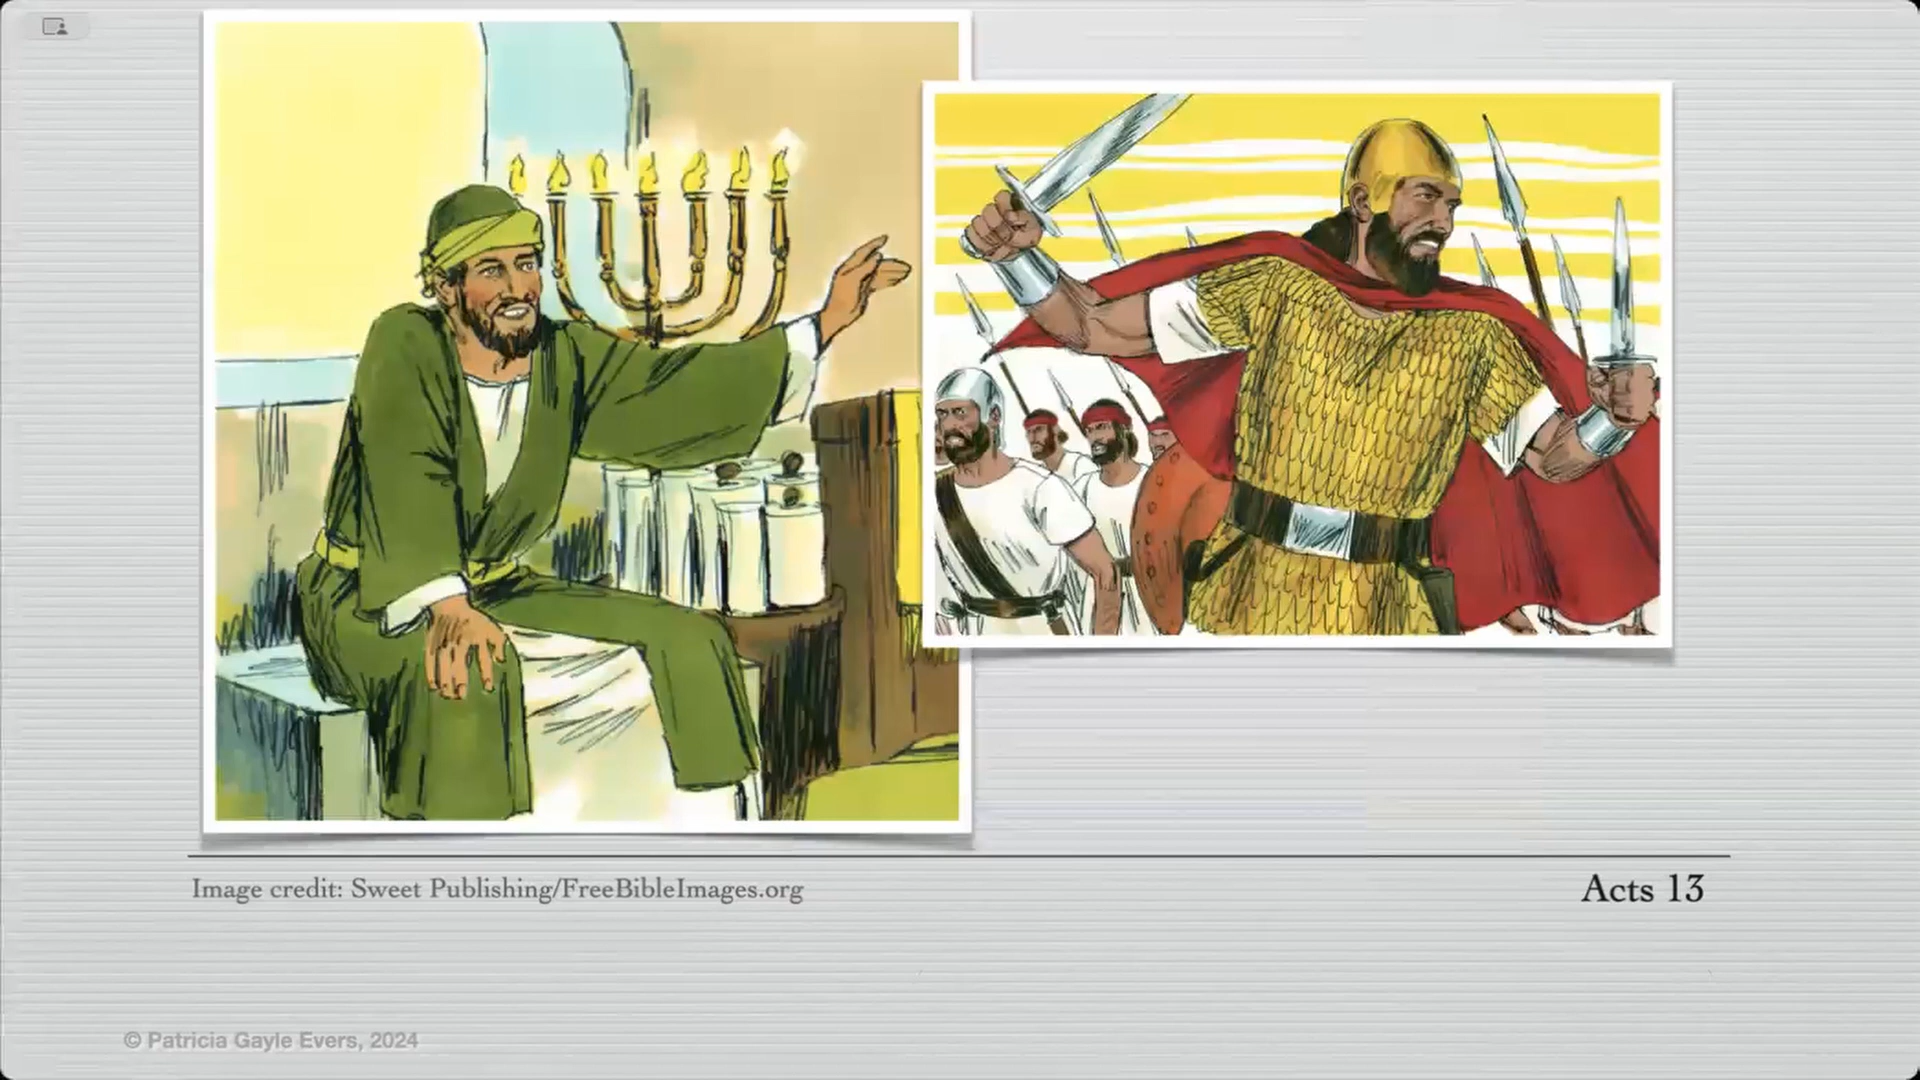 Image credit: Sweet Publishing/FreeBibleImages.org
Acts 13
© Patricia Gayle Evers, 2024